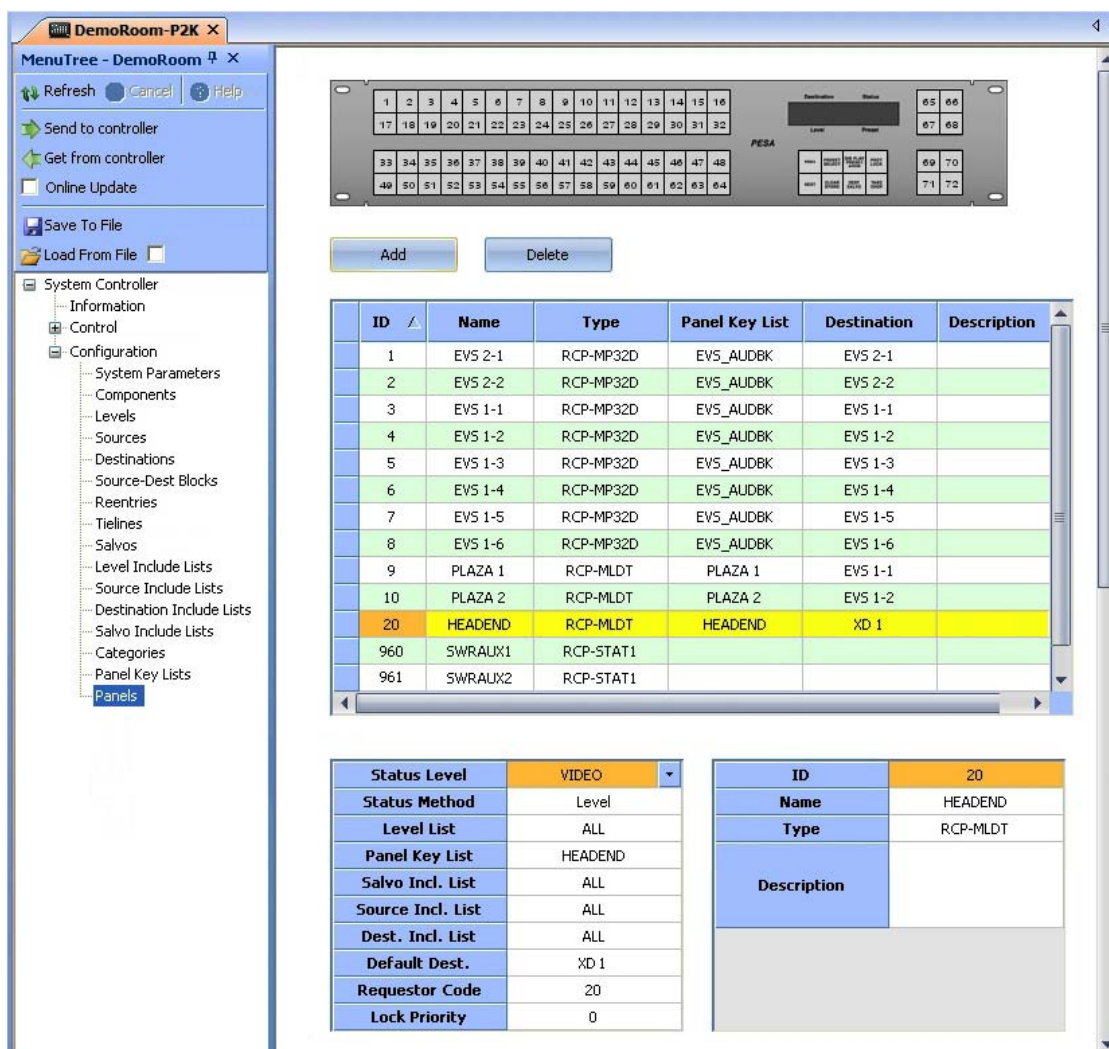 DemoRoom-P2K
MenuTree - DemoRoom
Refresh Cancel Help
Send to controller
Get from controller
Online Update
Save To File
Load From File
System Controller
Information
Control
Configuration
System Parameters
Components
Levels
Sources
Destinations
Source-Dest Blocks
Reentries
Tielines
Salvos
Level Include Lists
Source Include Lists
Destination Include Lists
Salvo Include Lists
Categories
Panel Key Lists
Panels
1 2 3 4 5 6 7 8 9 10 11 12 13 14 15 16
17 18 19 20 21 22 23 24 25 26 27 28 29 30 31 32
33 34 35 36 37 38 39 40 41 42 43 44 45 46 47 48
49 50 51 52 53 54 55 56 57 58 59 60 61 62 63 64
PESA
Destination Status
Level Preset
65 66
67 68
69 70
71 72
Add Delete
ID Name Type Panel Key List Destination Description
1 EVS 2-1 RCP-MP32D EVS_AUDBK EVS 2-1
2 EVS 2-2 RCP-MP32D EVS_AUDBK EVS 2-2
3 EVS 1-1 RCP-MP32D EVS_AUDBK EVS 1-1
4 EVS 1-2 RCP-MP32D EVS_AUDBK EVS 1-2
5 EVS 1-3 RCP-MP32D EVS_AUDBK EVS 1-3
6 EVS 1-4 RCP-MP32D EVS_AUDBK EVS 1-4
7 EVS 1-5 RCP-MP32D EVS_AUDBK EVS 1-5
8 EVS 1-6 RCP-MP32D EVS_AUDBK EVS 1-6
9 PLAZA 1 RCP-MLDT PLAZA 1 EVS 1-1
10 PLAZA 2 RCP-MLDT PLAZA 2 EVS 1-2
20 HEADEND RCP-MLDT HEADEND XD 1
960 SWRAUX1 RCP-STAT1
961 SWRAUX2 RCP-STAT1
Status Level VIDEO
Status Method Level
Level List ALL
Panel Key List HEADEND
Salvo Incl. List ALL
Source Incl. List ALL
Dest. Incl. List ALL
Default Dest. XD 1
Requestor Code 20
Lock Priority 0
ID 20
Name HEADEND
Type RCP-MLDT
Description